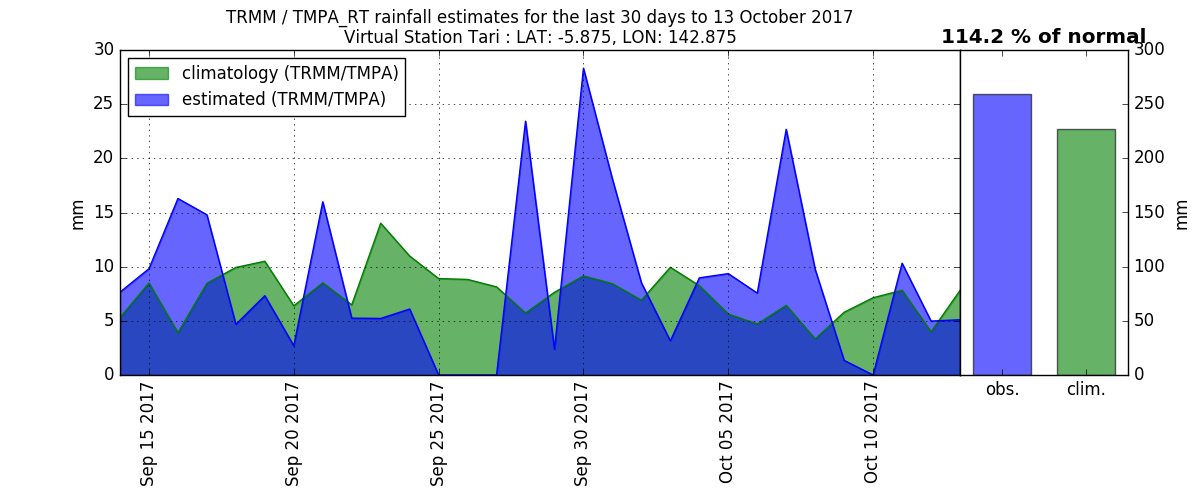 TRMM / TMPA_RT rainfall estimates for the last 30 days to 13 October 2017
Virtual Station Tari : LAT: -5.875, LON: 142.875
114.2 % of normal
climatology (TRMM/TMPA)
estimated (TRMM/TMPA)
30
25
20
15
10
5
0
mm
Sep 15 2017
Sep 20 2017
Sep 25 2017
Sep 30 2017
Oct 05 2017
Oct 10 2017
obs.
clim.
300
250
200
150
100
50
0
mm